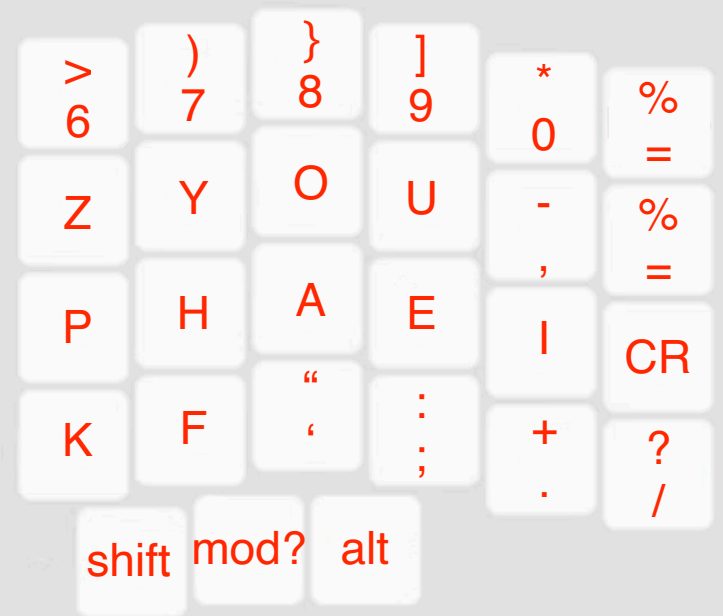 > ) } ] * %
6 7 8 9 0 =
Z Y O U - %
, =
P H A E I CR
K F “ : + ?
‘ ; . /
shift mod? alt